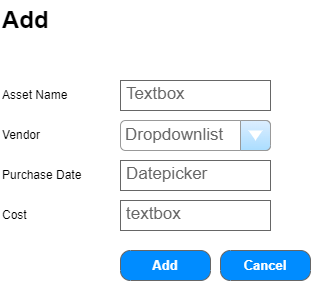 Add
Asset Name Textbox
Vendor Dropdownlist
Purchase Date Datepicker
Cost textbox
Add Cancel